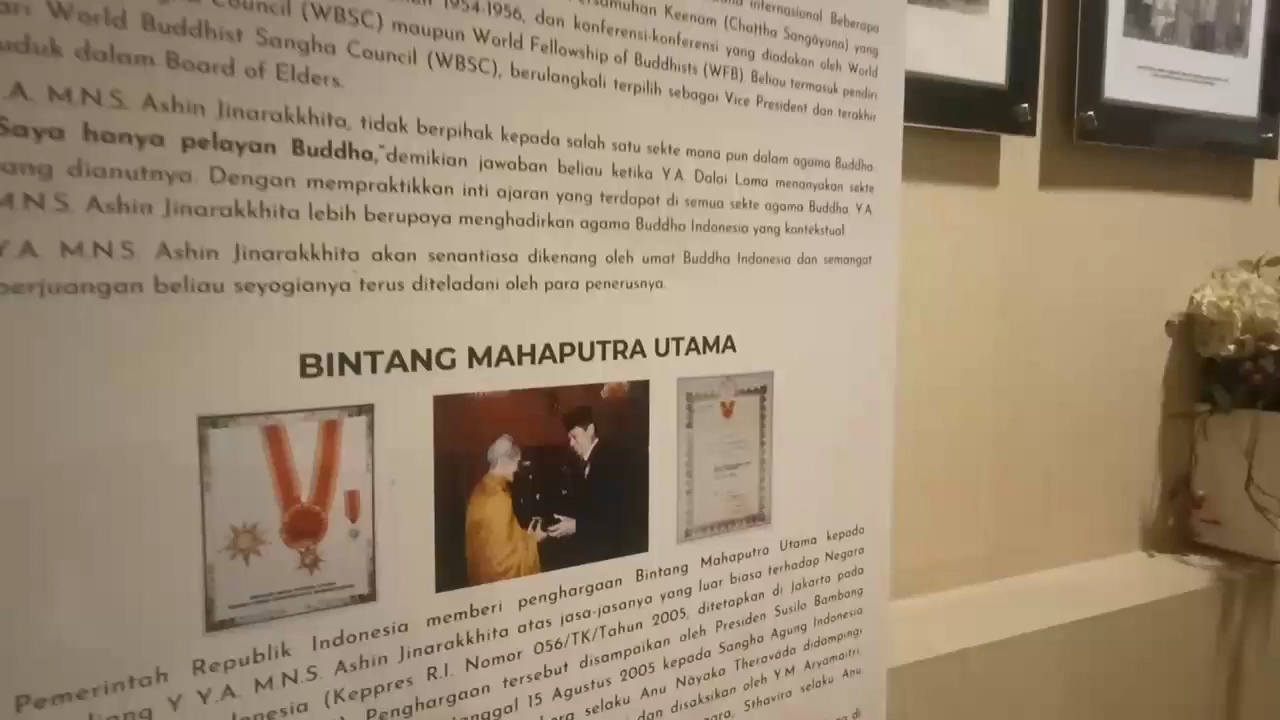 1954-1956, dan konferensi-konferensi yang diadakan oleh World
Council (WBSC) maupun World Fellowship of Buddhists (WFB). Beliau termasuk pendiri
World Buddhist Sangha Council (WBSC), berulangkali terpilih sebagai Vice President dan terakhir
duduk dalam Board of Elders.
Y.A. M.N.S. Ashin Jinarakkhita, tidak berpihak kepada salah satu sekte mana pun dalam agama Buddha.
"Saya hanya pelayan Buddha," demikian jawaban beliau ketika Y.A. Dalai Lama menanyakan sekte
yang dianutnya. Dengan mempraktikkan inti ajaran yang terdapat di semua sekte agama Buddha, Y.A.
M.N.S. Ashin Jinarakkhita lebih berupaya menghadirkan agama Buddha Indonesia yang kontekstual.
Y.A. M.N.S. Ashin Jinarakkhita akan senantiasa dikenang oleh umat Buddha Indonesia dan semangat
perjuangan beliau seyogianya terus diteladani oleh para penerusnya.
BINTANG MAHAPUTRA UTAMA
Pemerintah Republik Indonesia memberi penghargaan Bintang Mahaputra Utama kepada
Y Y.A. M.N.S. Ashin Jinarakkhita atas jasa-jasanya yang luar biasa terhadap Negara
(Keppres R.I. Nomor 056/TK/Tahun 2005, ditetapkan di Jakarta pada
Penghargaan tersebut disampaikan oleh Presiden Susilo Bambang
15 Agustus 2005 kepada Sangha Agung Indonesia
selaku Anu Nayaka Theravada didampingi
dan disaksikan oleh Y.M. Aryamaitri
Sthavira selaku Anu
di